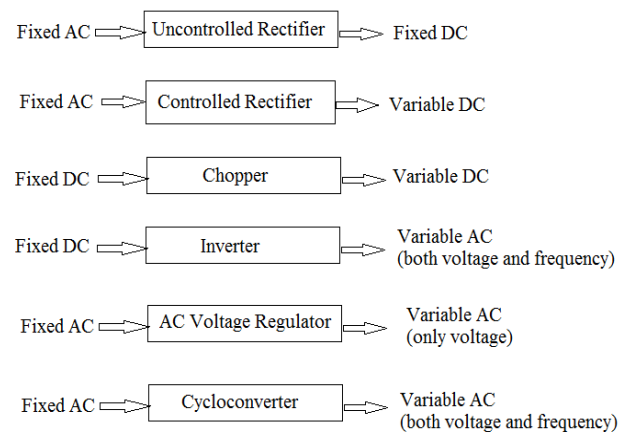 Fixed AC Uncontrolled Rectifier Fixed DC
Fixed AC Controlled Rectifier Variable DC
Fixed DC Chopper Variable DC
Fixed DC Inverter Variable AC
(both voltage and frequency)
Fixed AC AC Voltage Regulator Variable AC
(only voltage)
Fixed AC Cycloconverter Variable AC
(both voltage and frequency)